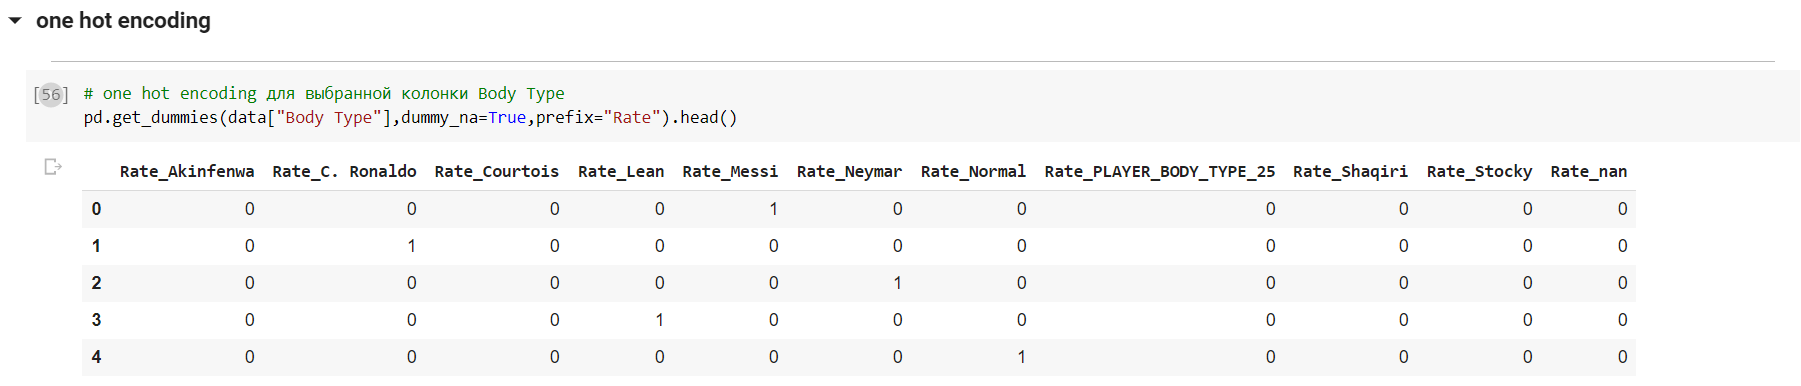 one hot encoding
[56] # one hot encoding для выбранной колонки Body Type
pd.get_dummies(data["Body Type"],dummy_na=True,prefix="Rate").head()
Rate_Akinfenwa Rate_C. Ronaldo Rate_Courtois Rate_Lean Rate_Messi Rate_Neymar Rate_Normal Rate_PLAYER_BODY_TYPE_25 Rate_Shaqiri Rate_Stocky Rate_nan
0 0 0 0 0 1 0 0 0 0 0 0
1 0 1 0 0 0 0 0 0 0 0 0
2 0 0 0 0 0 1 0 0 0 0 0
3 0 0 0 1 0 0 0 0 0 0 0
4 0 0 0 0 0 0 1 0 0 0 0